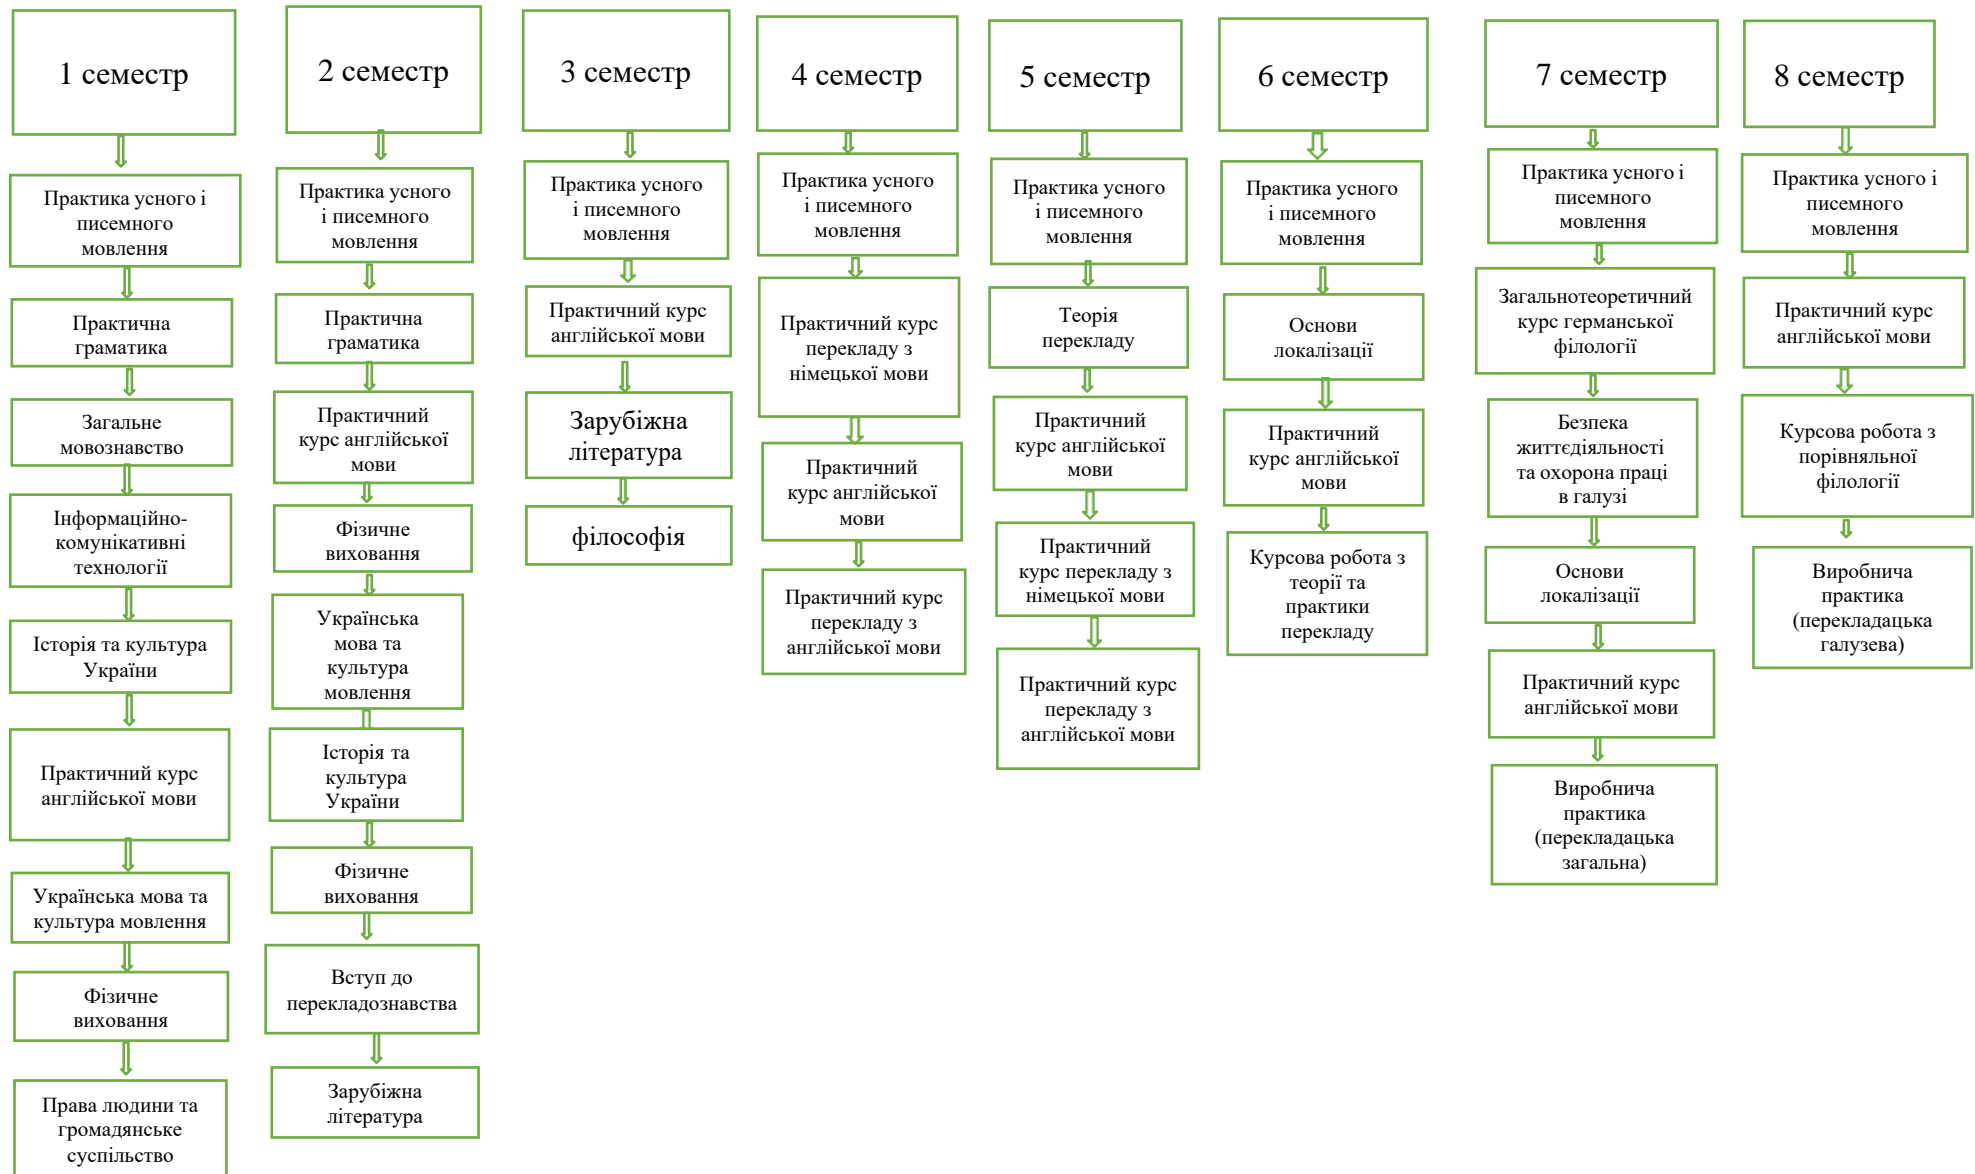 1 семестр
Практика усного і
писемного
мовлення
Практична
граматика
Загальне
мовознавство
Інформаційно-
комунікативні
технології
Історія та культура
України
Практичний курс
англійської мови
Українська мова та
культура мовлення
Фізичне
виховання
Права людини та
громадянське
суспільство
2 семестр
Практика усного
і писемного
мовлення
Практична
граматика
Практичний
курс англійської
мови
Фізичне
виховання
Українська
мова та
культура
мовлення
Історія та
культура
України
Фізичне
виховання
Вступ до
перекладознавства
Зарубіжна
література
3 семестр
Практика усного
і писемного
мовлення
Практичний курс
англійської мови
Зарубіжна
література
філософія
4 семестр
Практика усного
і писемного
мовлення
Практичний курс
перекладу з
німецької мови
Практичний
курс англійської
мови
Практичний курс
перекладу з
англійської мови
5 семестр
Практика усного
і писемного
мовлення
Теорія
перекладу
Практичний
курс англійської
мови
Практичний
курс перекладу з
німецької мови
Практичний курс
перекладу з
англійської мови
6 семестр
Практика усного
і писемного
мовлення
Основи
локалізації
Практичний
курс англійської
мови
Курсова робота з
теорії та
практики
перекладу
7 семестр
Практика усного і
писемного
мовлення
Загальнотеоретичний
курс германської
філології
Безпека
життєдіяльності
та охорона праці
в галузі
Основи
локалізації
Практичний курс
англійської мови
Виробнича
практика
(перекладацька
загальна)
8 семестр
Практика усного і
писемного
мовлення
Практичний курс
англійської мови
Курсова робота з
порівняльної
філології
Виробнича
практика
(перекладацька
галузева)